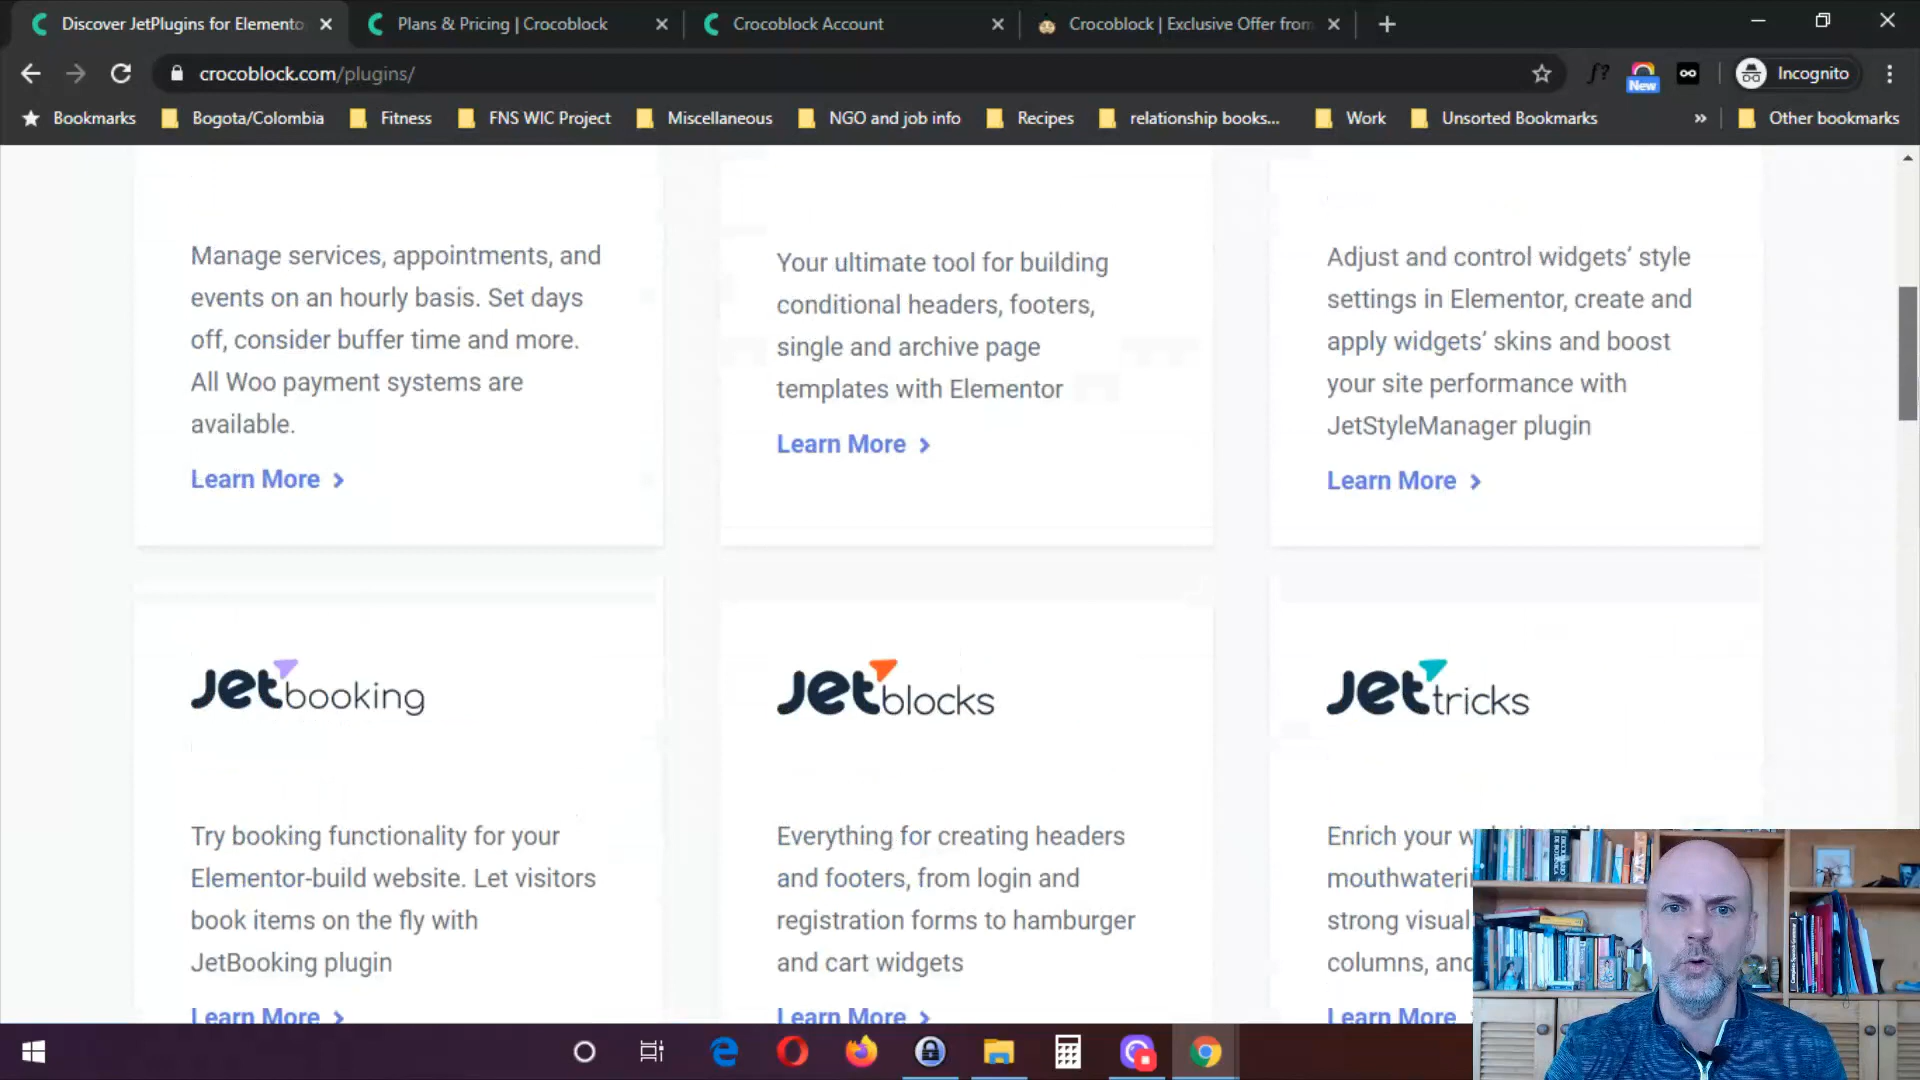 Discover JetPlugins for Elemento
Plans & Pricing | Crocoblock
Crocoblock Account
Crocoblock | Exclusive Offer from
crocoblock.com/plugins/
f?
New
Incognito
Bookmarks
Bogota/Colombia
Fitness
FNS WIC Project
Miscellaneous
NGO and job info
Recipes
relationship books...
Work
Unsorted Bookmarks
»
Other bookmarks
Manage services, appointments, and
events on an hourly basis. Set days
off, consider buffer time and more.
All Woo payment systems are
available.
Learn More
Your ultimate tool for building
conditional headers, footers,
single and archive page
templates with Elementor
Learn More
Adjust and control widgets’ style
settings in Elementor, create and
apply widgets’ skins and boost
your site performance with
JetStyleManager plugin
Learn More
Jetbooking
Try booking functionality for your
Elementor-build website. Let visitors
book items on the fly with
JetBooking plugin
Learn More
Jetblocks
Everything for creating headers
and footers, from login and
registration forms to hamburger
and cart widgets
Learn More
Jettricks
Enrich your
strong visual
columns, and
Learn More